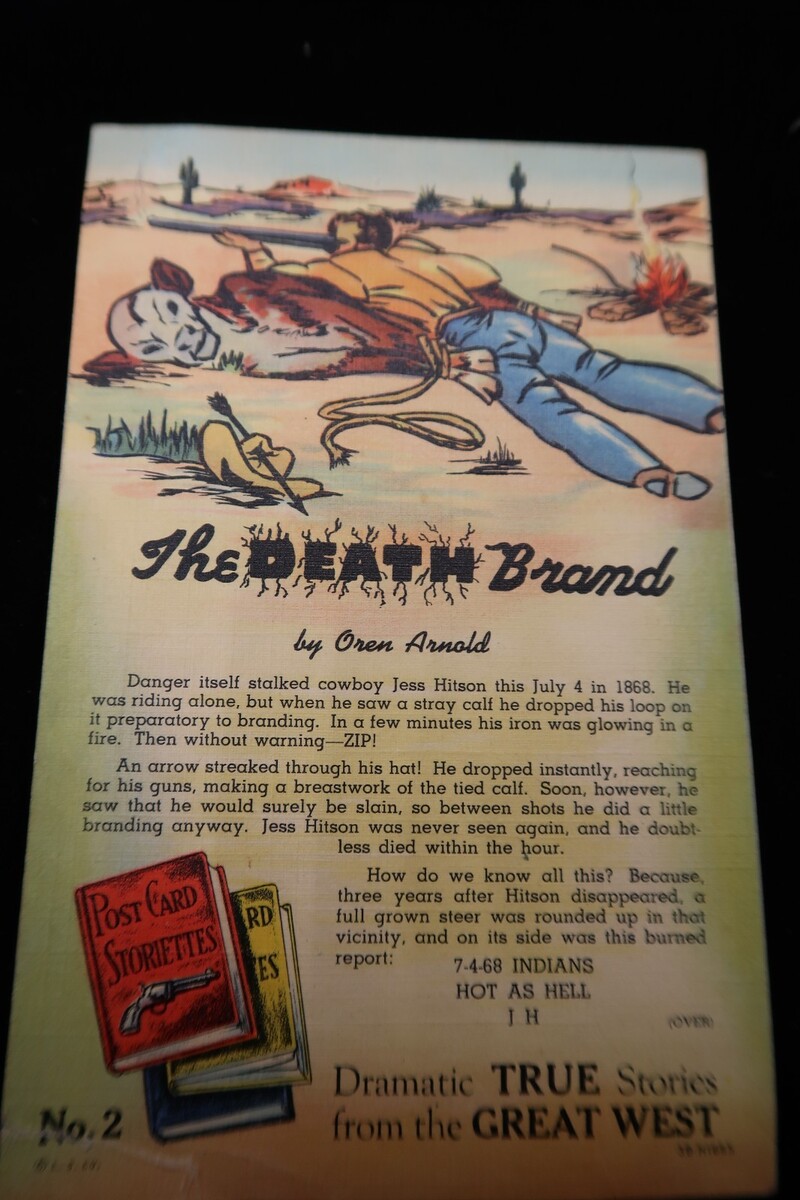 The DEATH Brand
by Oren Arnold
Danger itself stalked cowboy Jess Hitson this July 4 in 1868. He
was riding alone, but when he saw a stray calf he dropped his loop on
it preparatory to branding. In a few minutes his iron was glowing in a
fire. Then without warning—ZIP!
An arrow streaked through his hat! He dropped instantly, reaching
for his guns, making a breastwork of the tied calf. Soon, however, he
saw that he would surely be slain, so between shots he did a little
branding anyway. Jess Hitson was never seen again, and he doubt-
less died within the hour.
How do we know all this? Because,
three years after Hitson disappeared, a
full grown steer was rounded up in that
vicinity, and on its side was this burned
report:
7-4-68 INDIANS
HOT AS HELL
J H
(OVER)
POST CARD
STORIETTES
RD
ES
Dramatic TRUE Stories
from the GREAT WEST
No. 2